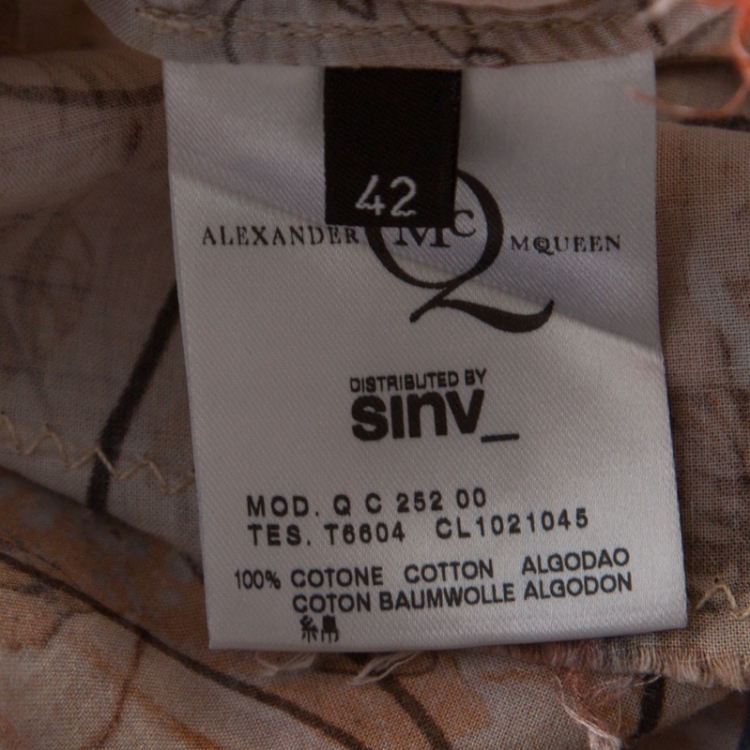 42
ALEXANDER McQ MQUEEN
DISTRIBUTED BY
sinv_
MOD. Q C 252 00
TES. T6604 CL1021045
100% COTONE COTTON ALGODAO
COTON BAUMWOLLE ALGODON